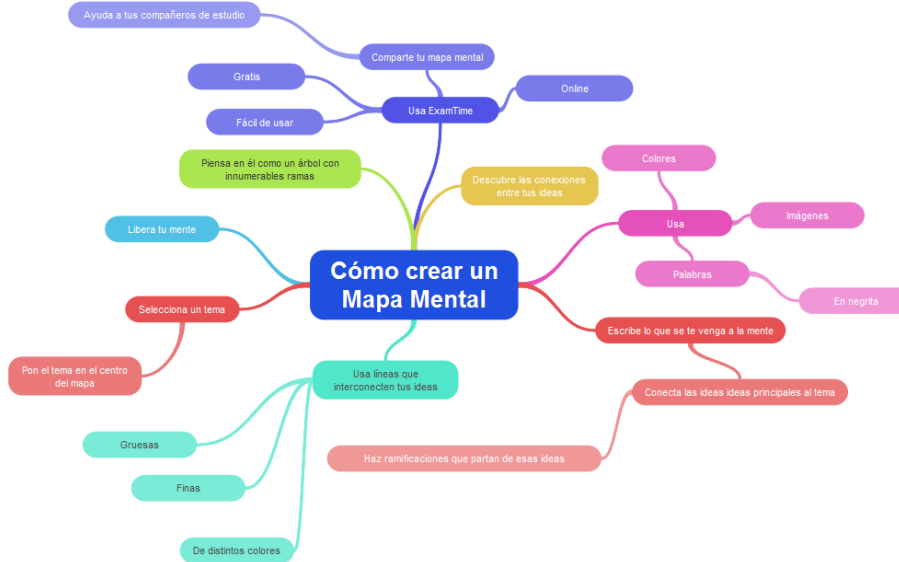 Ayuda a tus compañeros de estudio
Comparte tu mapa mental
Gratis
Online
Usa ExamTime
Fácil de usar
Piensa en él como un árbol con
innumerables ramas
Descubre las conexiones
entre tus ideas
Colores
Imágenes
Usa
Libera tu mente
Palabras
Cómo crear un
Mapa Mental
En negrita
Selecciona un tema
Escribe lo que se te venga a la mente
Pon el tema en el centro
del mapa
Usa líneas que
interconecten tus ideas
Conecta las ideas ideas principales al tema
Gruesas
Haz ramificaciones que partan de esas ideas
Finas
De distintos colores